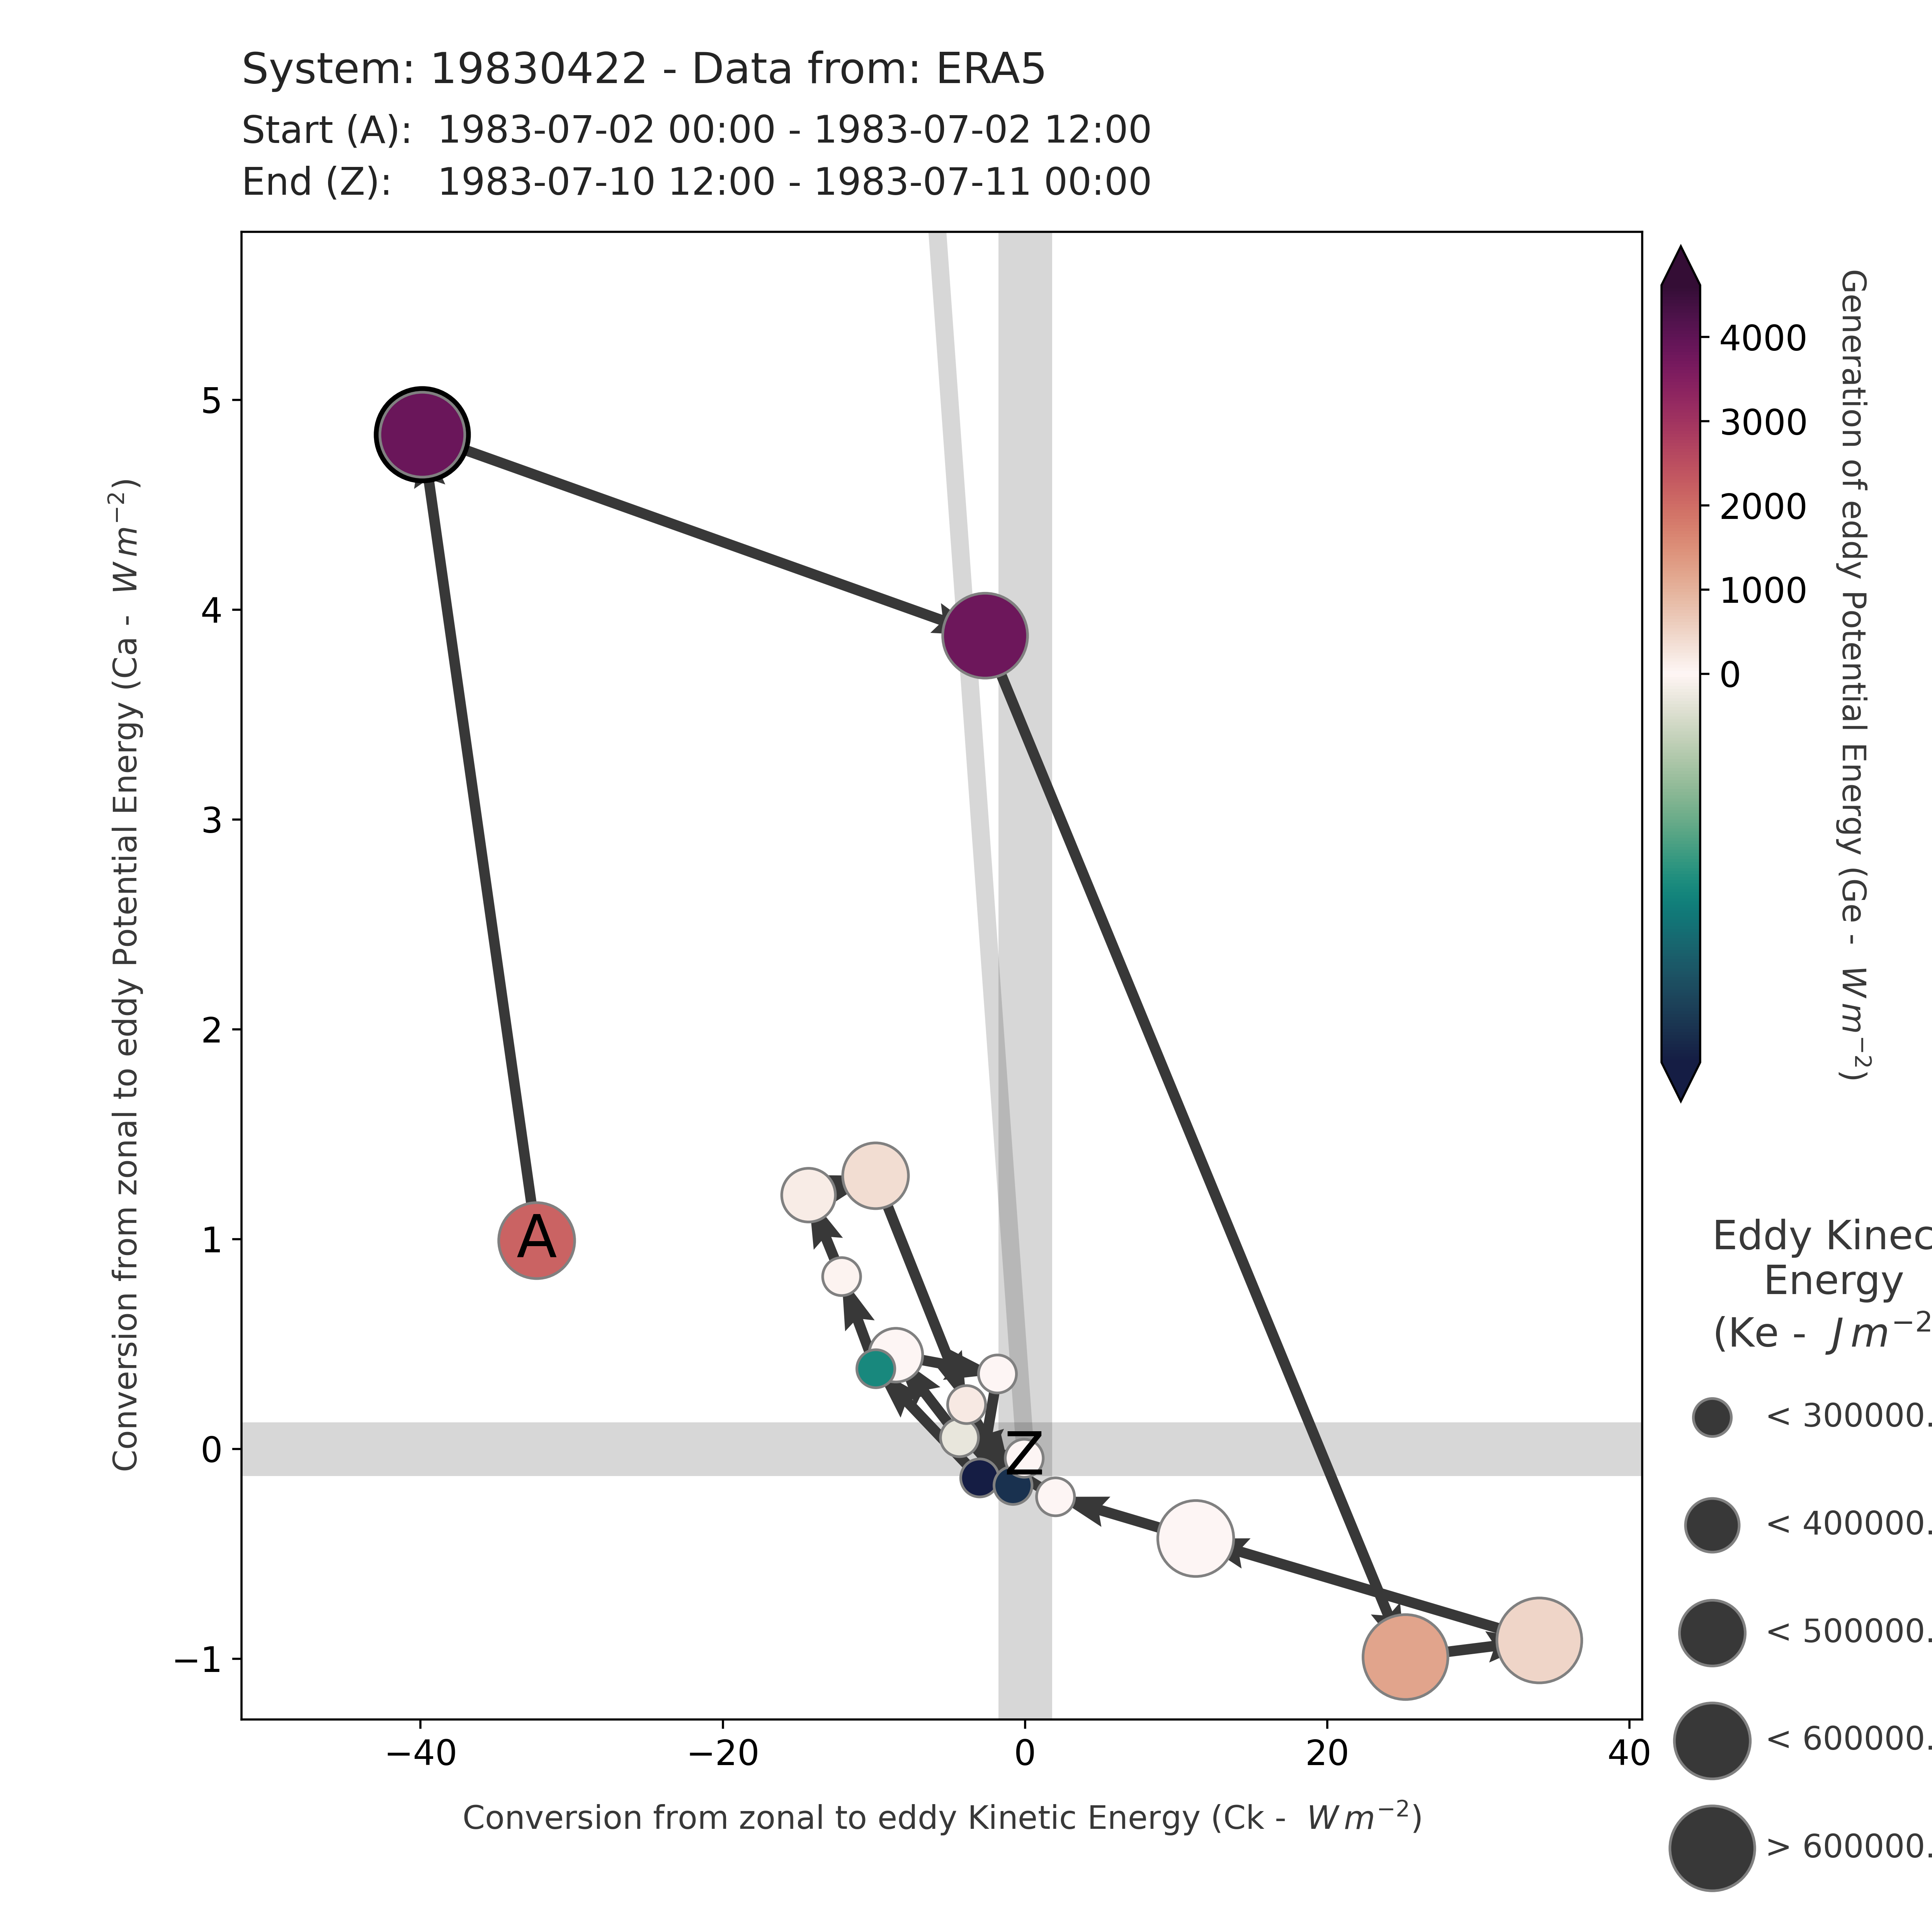 System: 19830422 - Data from: ERA5
Start (A): 1983-07-02 00:00 - 1983-07-02 12:00
End (Z): 1983-07-10 12:00 - 1983-07-11 00:00
Conversion from zonal to eddy Potential Energy (Ca - W m⁻²)
5
4
3
2
1
0
−1
A
Z
−40
−20
0
20
40
Conversion from zonal to eddy Kinetic Energy (Ck - W m⁻²)
4000
3000
2000
1000
0
Generation of eddy Potential Energy (Ge - W m⁻²)
Eddy Kinec
Energy
(Ke - J m⁻²
< 300000.
< 400000.
< 500000.
< 600000.
> 600000.